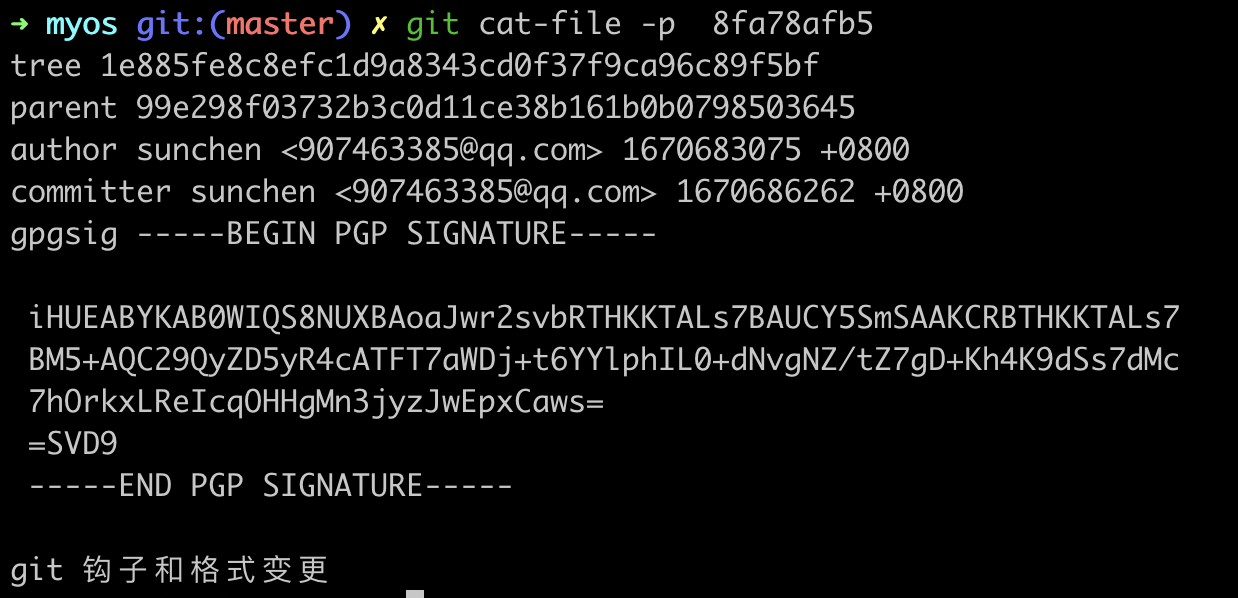 ➜ myos git:(master) ✗ git cat-file -p  8fa78afb5
tree 1e885fe8c8efc1d9a8343cd0f37f9ca96c89f5bf
parent 99e298f03732b3c0d11ce38b161b0b0798503645
author sunchen <907463385@qq.com> 1670683075 +0800
committer sunchen <907463385@qq.com> 1670686262 +0800
gpgsig -----BEGIN PGP SIGNATURE-----
iHUEABYKAB0WIQS8NUXBAoaJwr2svbRTHKKTALs7BAUCY5SmSAAKCRBTHKKTALs7
BM5+AQC29QyZD5yR4cATFT7aWDj+t6YYlphIL0+dNvgNZ/tZ7gD+Kh4K9dSs7dMc
7hOrkxLReIcqOHHgMn3jyzJwEpxCaws=
=SVD9
-----END PGP SIGNATURE-----
git 钩子和格式变更